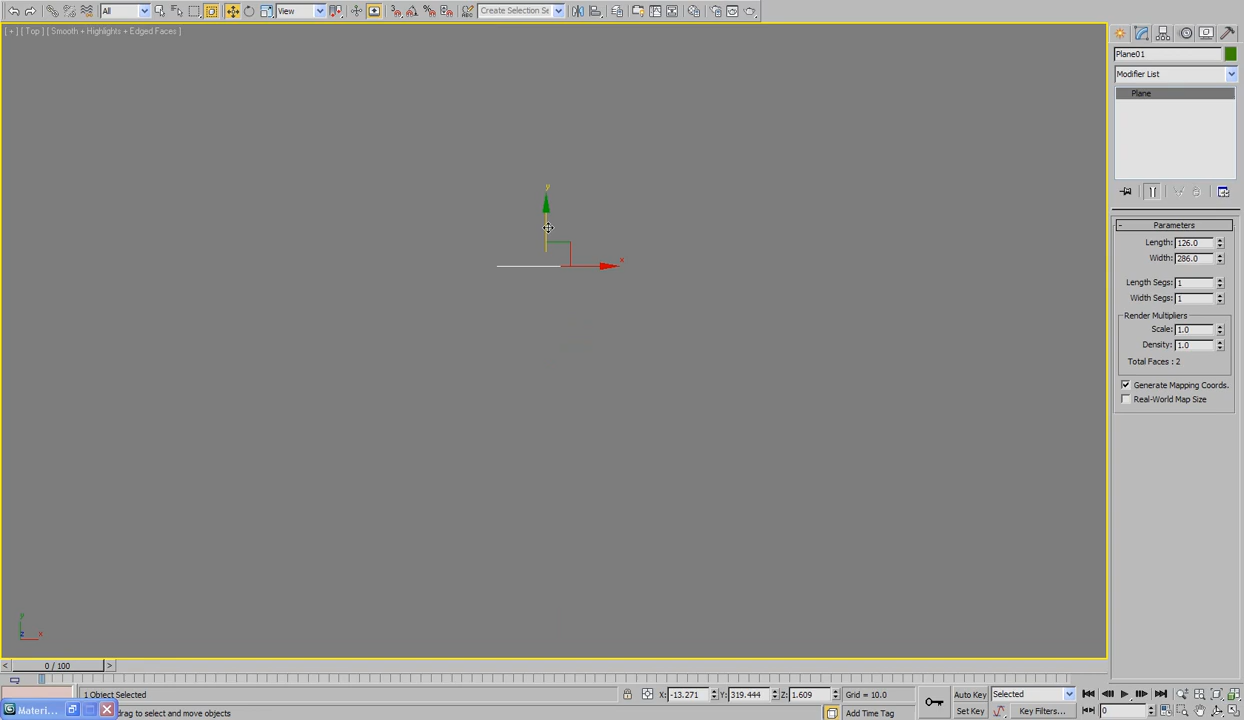 All
View
Create Selection Se
[ + ] [ Top ] [ Smooth + Highlights + Edged Faces ]
Plane01
Modifier List
Plane
y
x
- Parameters
Length: 126.0
Width: 286.0
Length Segs: 1
Width Segs: 1
Render Multipliers
Scale: 1.0
Density: 1.0
Total Faces : 2
Generate Mapping Coords.
Real-World Map Size
y
z x
< 0 / 100 >
1 Object Selected
X: -13.271 Y: 319.444 Z: 1.609 Grid = 10.0
Auto Key Selected
Materi...
drag to select and move objects
Add Time Tag
Set Key Key Filters... 0